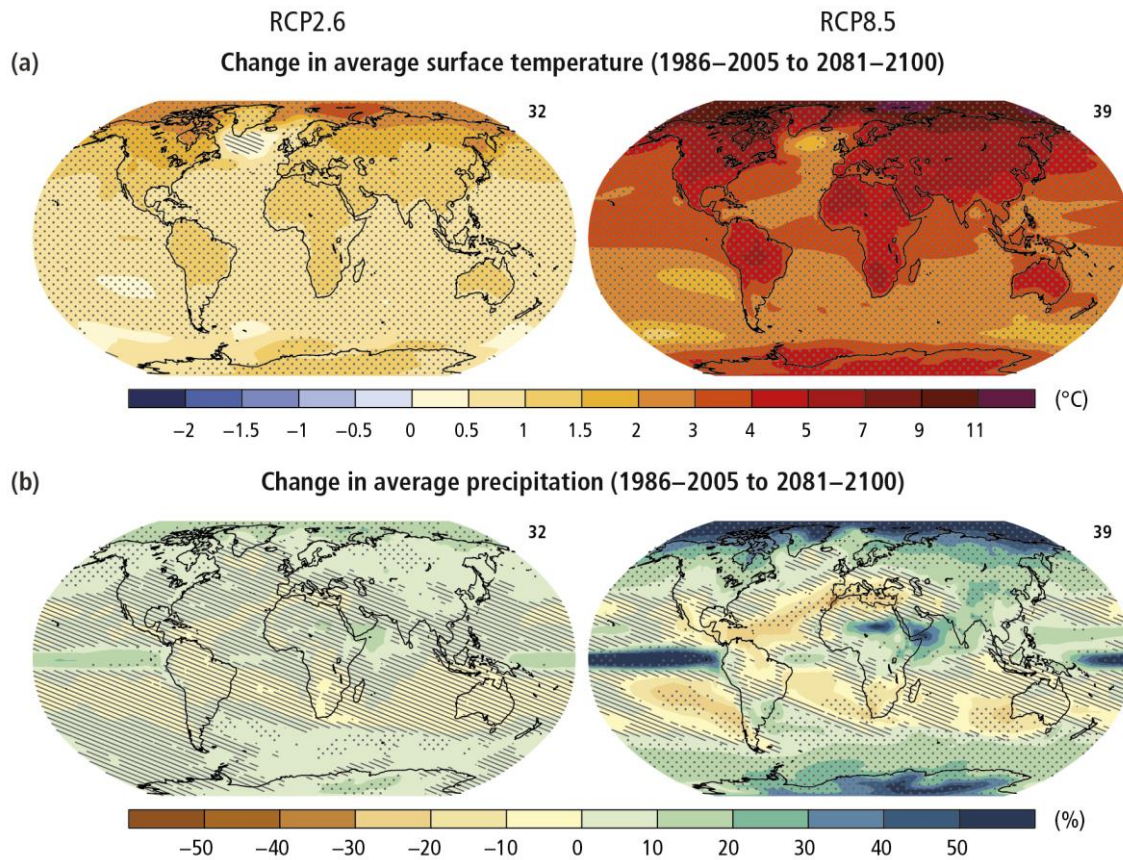 RCP2.6 RCP8.5
(a) Change in average surface temperature (1986–2005 to 2081–2100)
32 39
(°C)
−2 −1.5 −1 −0.5 0 0.5 1 1.5 2 3 4 5 7 9 11
(b) Change in average precipitation (1986–2005 to 2081–2100)
32 39
(%)
−50 −40 −30 −20 −10 0 10 20 30 40 50